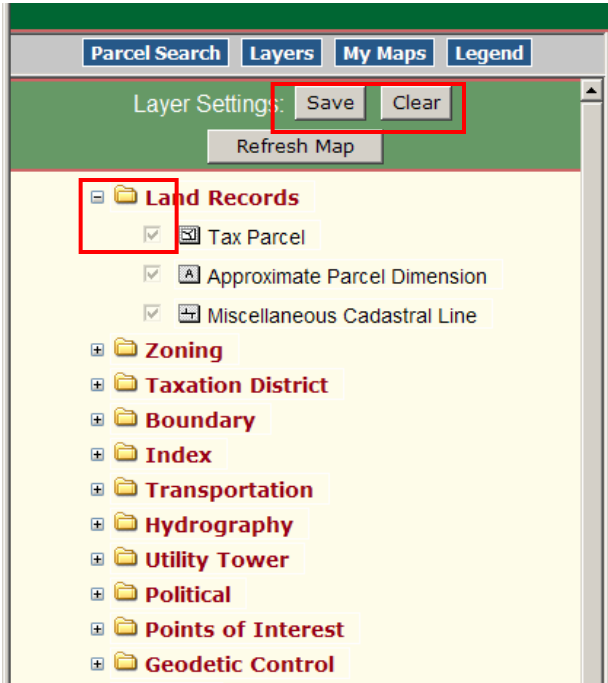 Parcel Search Layers My Maps Legend
Layer Settings: Save Clear
Refresh Map
Land Records
Tax Parcel
A Approximate Parcel Dimension
Miscellaneous Cadastral Line
Zoning
Taxation District
Boundary
Index
Transportation
Hydrography
Utility Tower
Political
Points of Interest
Geodetic Control